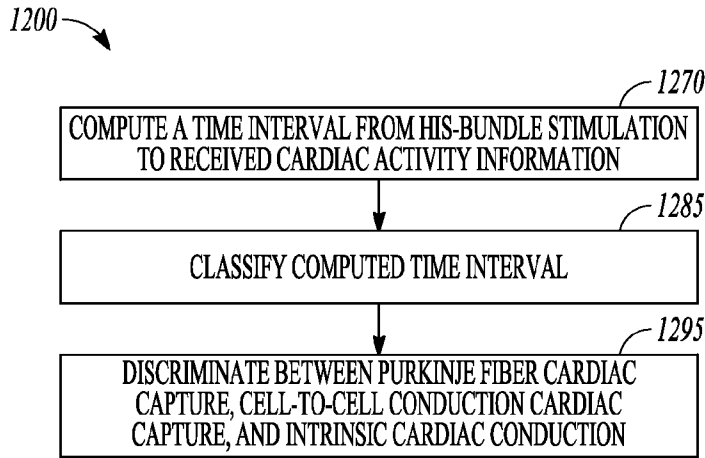 1200
1270
COMPUTE A TIME INTERVAL FROM HIS-BUNDLE STIMULATION
TO RECEIVED CARDIAC ACTIVITY INFORMATION
1285
CLASSIFY COMPUTED TIME INTERVAL
1295
DISCRIMINATE BETWEEN PURKINJE FIBER CARDIAC
CAPTURE, CELL-TO-CELL CONDUCTION CARDIAC
CAPTURE, AND INTRINSIC CARDIAC CONDUCTION